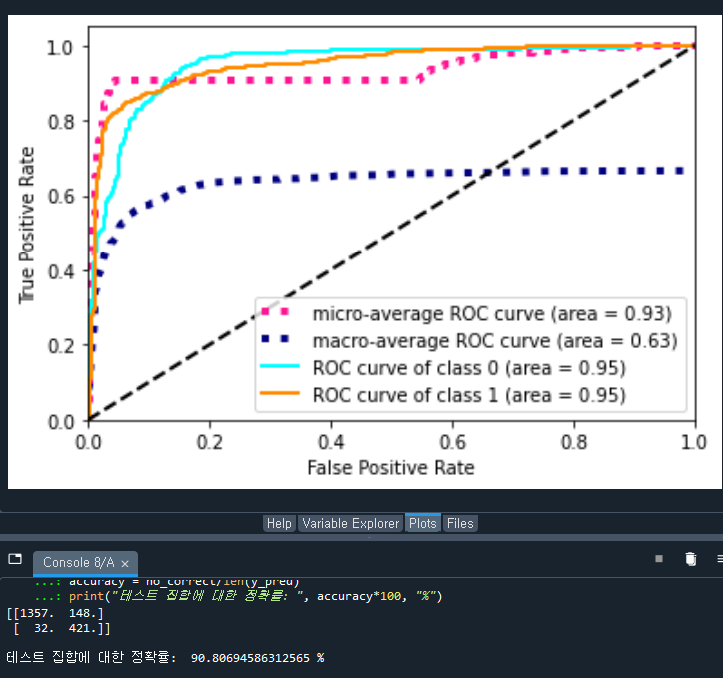 1.0
0.8
0.6
0.4
0.2
0.0
True Positive Rate
micro-average ROC curve (area = 0.93)
macro-average ROC curve (area = 0.63)
ROC curve of class 0 (area = 0.95)
ROC curve of class 1 (area = 0.95)
0.0 0.2 0.4 0.6 0.8 1.0
False Positive Rate
Help Variable Explorer Plots Files
Console 8/A ×
...: accuracy = no_correct/len(y_pred)
...: print("테스트 집합에 대한 정확률: ", accuracy*100, "%")
[[1357. 148.]
[ 32. 421.]]
테스트 집합에 대한 정확률: 90.80694586312565 %